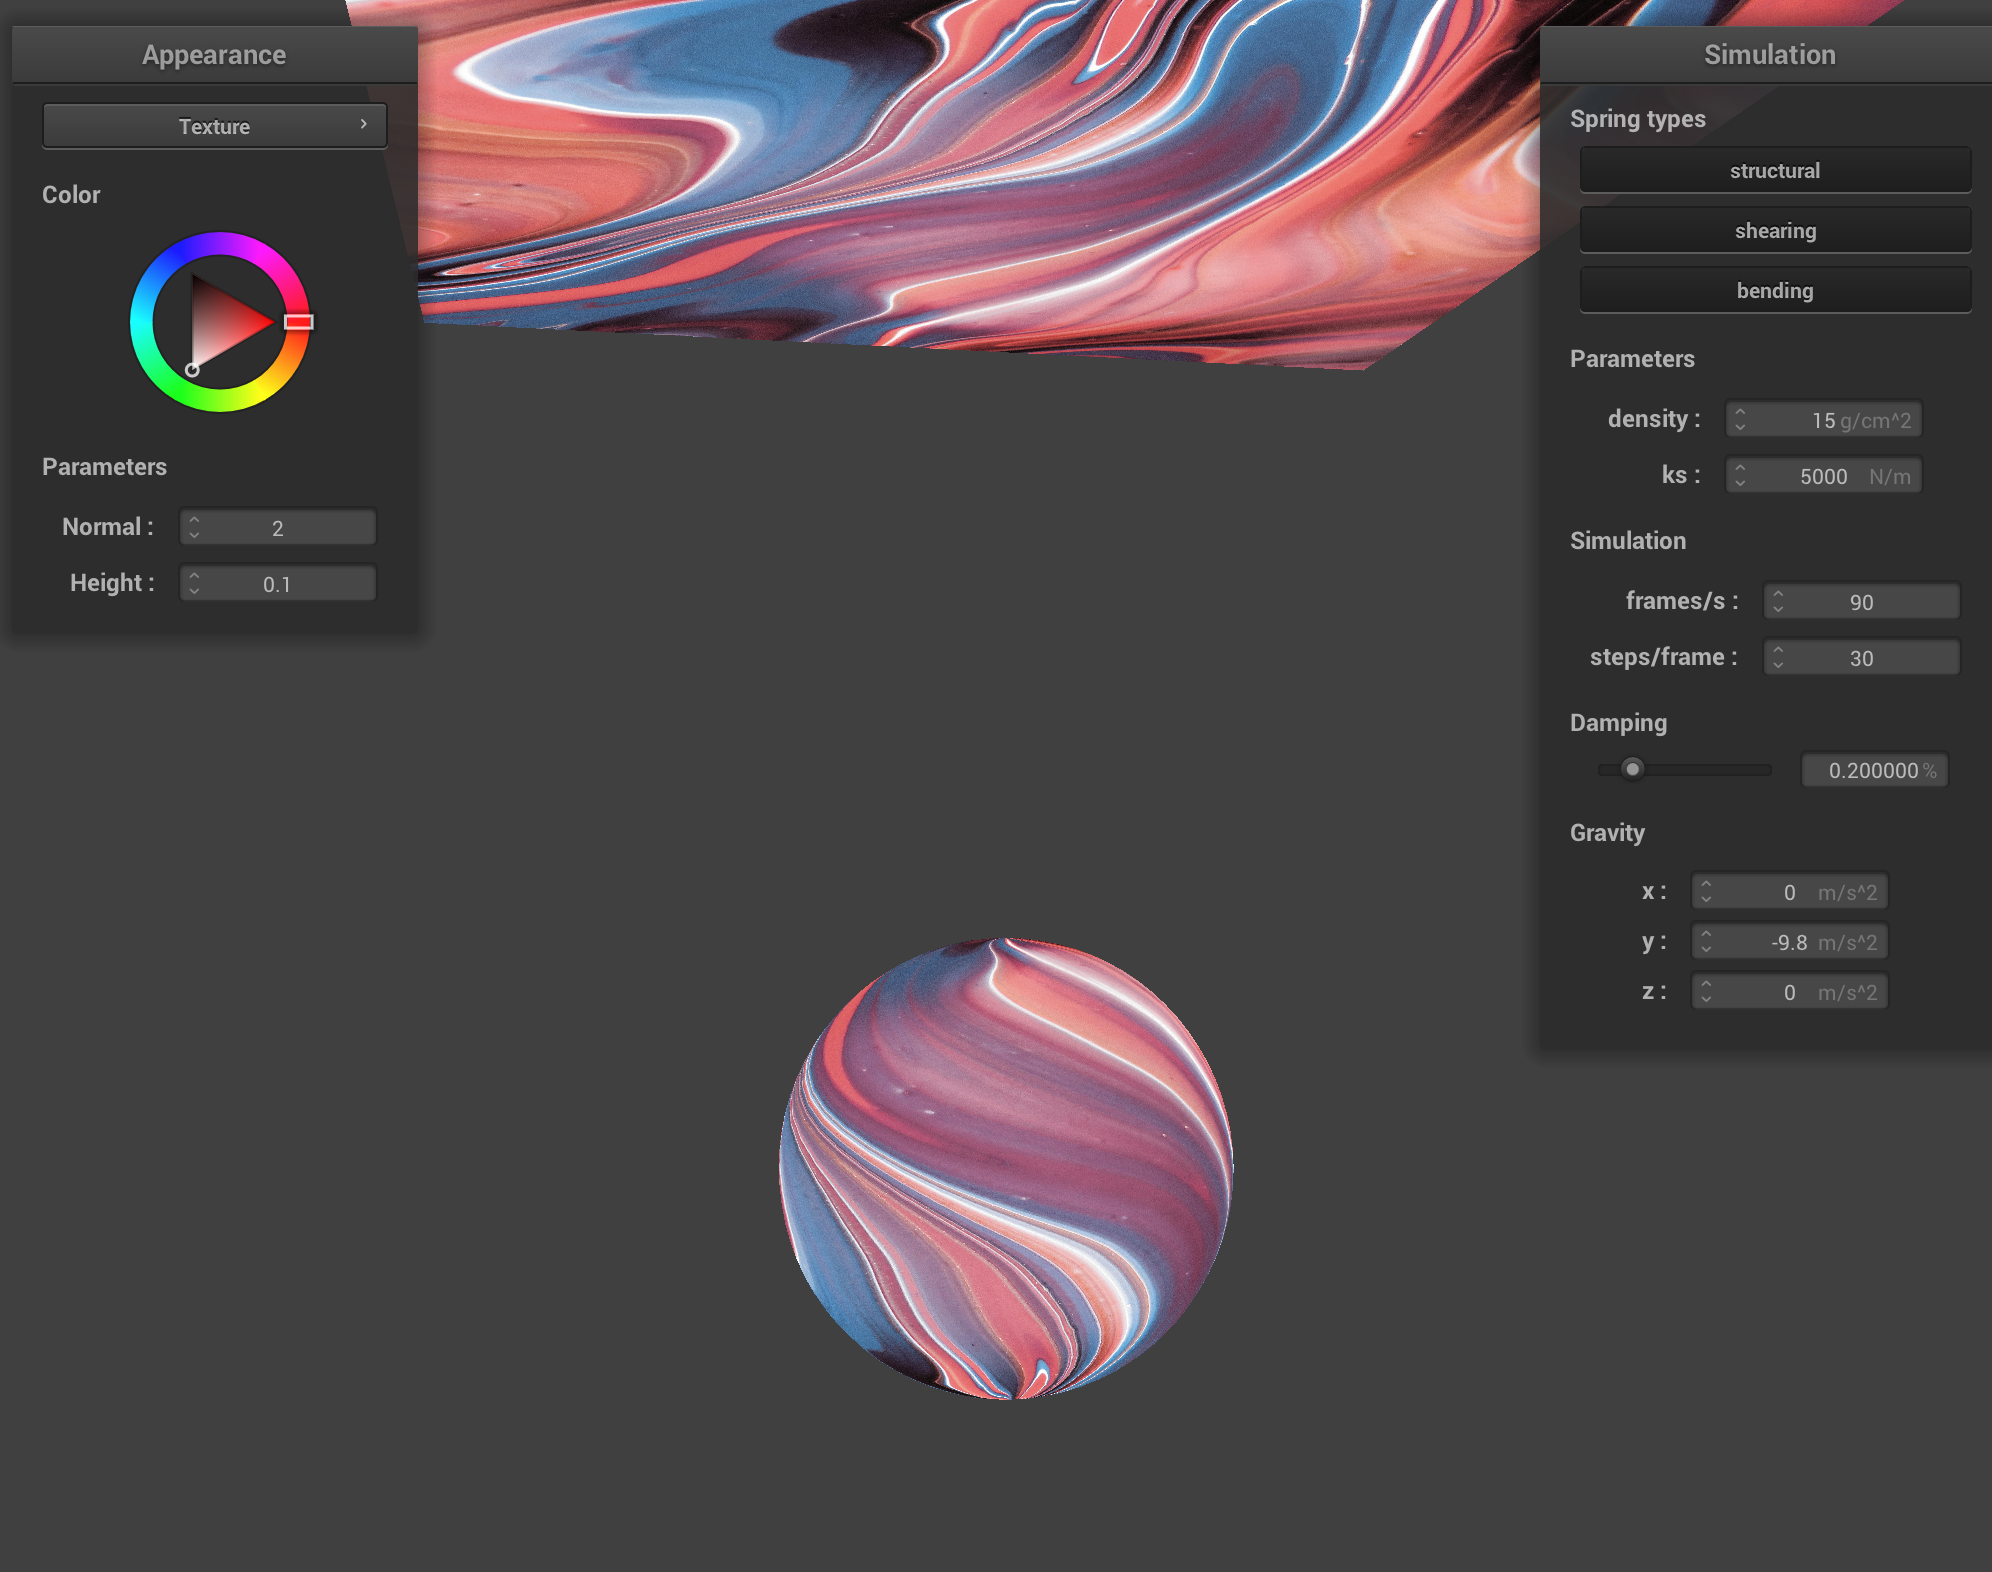 Appearance
Texture
Color
Parameters
Normal : 2
Height : 0.1
Simulation
Spring types
structural
shearing
bending
Parameters
density : 15 g/cm^2
ks : 5000 N/m
Simulation
frames/s : 90
steps/frame : 30
Damping
0.200000 %
Gravity
x : 0 m/s^2
y : -9.8 m/s^2
z : 0 m/s^2